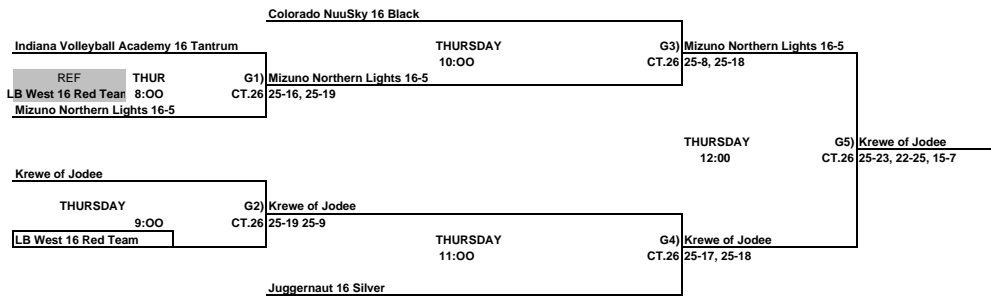 Colorado NuuSky 16 Black
Indiana Volleyball Academy 16 Tantrum
THURSDAY
G3) Mizuno Northern Lights 16-5
10:OO
CT.26 25-8, 25-18
REF THUR
G1) Mizuno Northern Lights 16-5
LB West 16 Red Team 8:OO
CT.26 25-16, 25-19
Mizuno Northern Lights 16-5
THURSDAY
G5) Krewe of Jodee
12:00
CT.26 25-23, 22-25, 15-7
Krewe of Jodee
THURSDAY
G2) Krewe of Jodee
9:OO
CT.26 25-19 25-9
LB West 16 Red Team
THURSDAY
G4) Krewe of Jodee
11:OO
CT.26 25-17, 25-18
Juggernaut 16 Silver